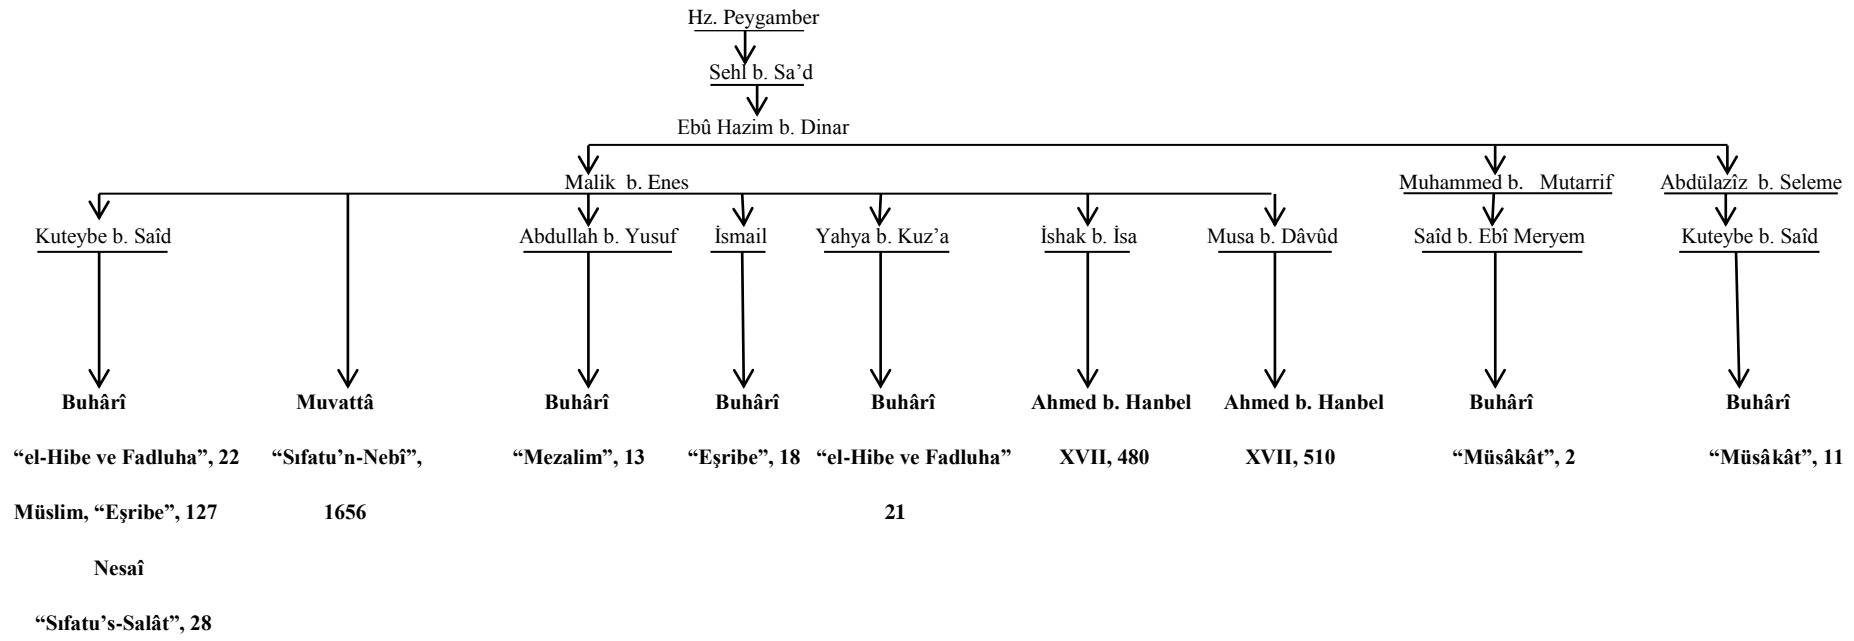 Hz. Peygamber
Sehl b. Sa’d
Ebû Hazim b. Dinar
Malik b. Enes Muhammed b. Mutarrif Abdülazîz b. Seleme
Kuteybe b. Saîd Abdullah b. Yusuf İsmail Yahya b. Kuz’a İshak b. İsa Musa b. Dâvûd Saîd b. Ebî Meryem Kuteybe b. Saîd
Buhârî Muvattâ Buhârî Buhârî Buhârî Ahmed b. Hanbel Ahmed b. Hanbel Buhârî Buhârî
“el-Hibe ve Fadluha”, 22 “Sıfatu’n-Nebî”, “Mezalim”, 13 “Eşribe”, 18 “el-Hibe ve Fadluha” XVII, 480 XVII, 510 “Müsâkât”, 2 “Müsâkât”, 11
Müslim, “Eşribe”, 127 1656 21
Nesaî
“Sıfatu’s-Salât”, 28